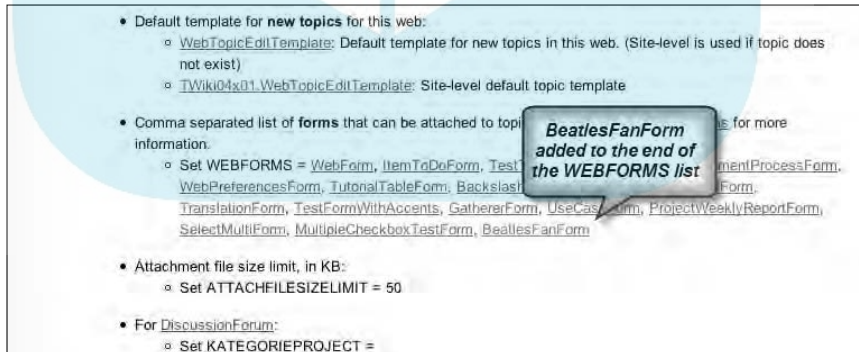 • Default template for new topics for this web:
o WebTopicEditTemplate: Default template for new topics in this web. (Site-level is used if topic does
not exist)
o TWiki04x01.WebTopicEditTemplate: Site-level default topic template
• Comma separated list of forms that can be attached to topi for more
information.
o Set WEBFORMS = WebForm, ItemToDoForm, mentProcessForm,
WebPreferencesForm, TutorialTableForm, Form,
TranslationForm, TestFormWithAccents, GathererForm, ProjectWeeklyReportForm,
SelectMultiForm, MultipleCheckboxTestForm, BeatlesFanForm
BeatlesFanForm
added to the end of
the WEBFORMS list
• Attachment file size limit, in KB:
o Set ATTACHFILESIZELIMIT = 50
• For DiscussionForum:
o Set KATEGORIEPROJECT =